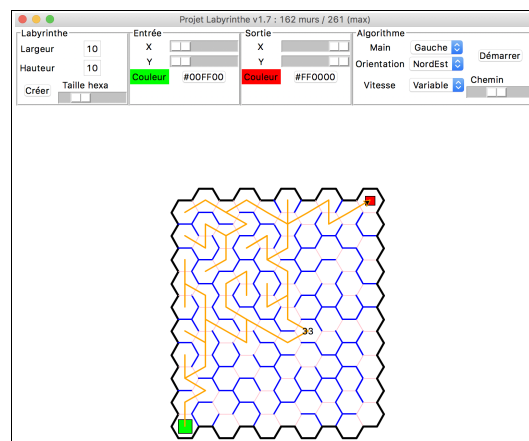 Projet Labyrinthe v1.7 : 162 murs / 261 (max)
Labyrinthe
Largeur 10
Hauteur 10
Créer Taille hexa
Entrée
X
Y
Couleur #00FF00
Sortie
X
Y
Couleur #FF0000
Algorithme
Main Gauche Démarrer
Orientation NordEst
Vitesse Variable Chemin
33